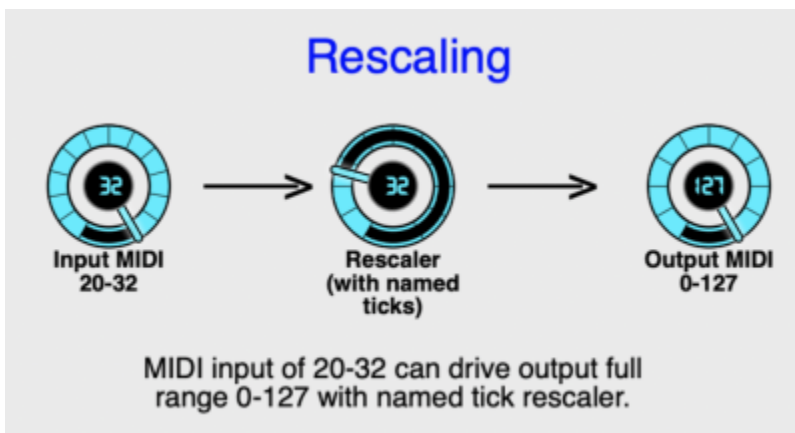 Rescaling
32
32
127
Input MIDI
20-32
Rescaler
(with named
ticks)
Output MIDI
0-127
MIDI input of 20-32 can drive output full
range 0-127 with named tick rescaler.